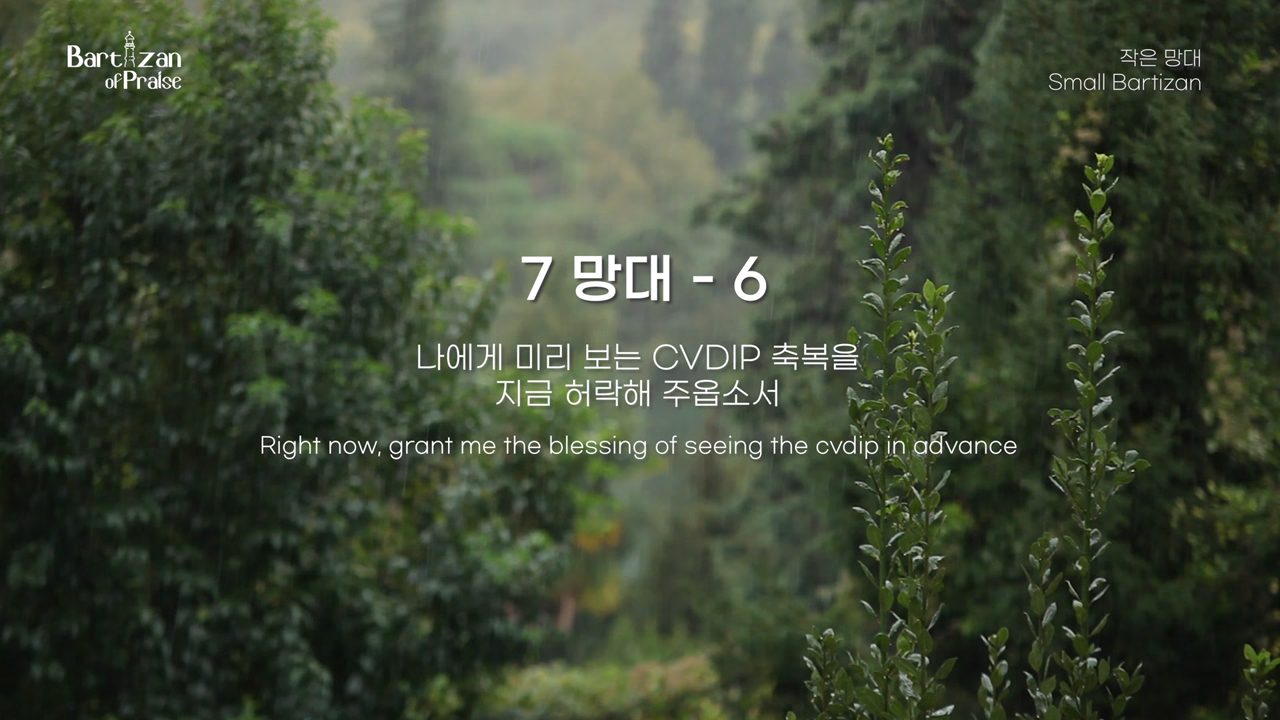 Bartizan
of Praise
작은 망대
Small Bartizan
7 망대 - 6
나에게 미리 보는 CVDIP 축복을
지금 허락해 주옵소서
Right now, grant me the blessing of seeing the cvdip in advance